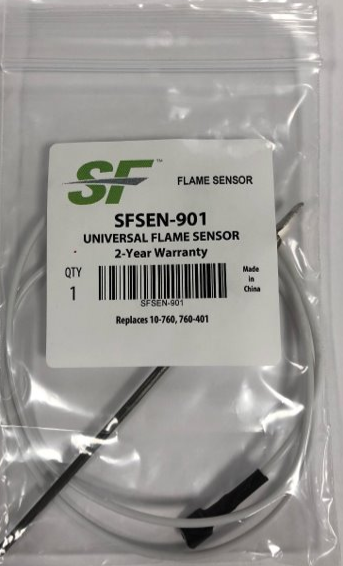 SF™
FLAME SENSOR
SFSEN-901
UNIVERSAL FLAME SENSOR
2-Year Warranty
QTY
1
SFSEN-901
Made
in
China
Replaces 10-760, 760-401